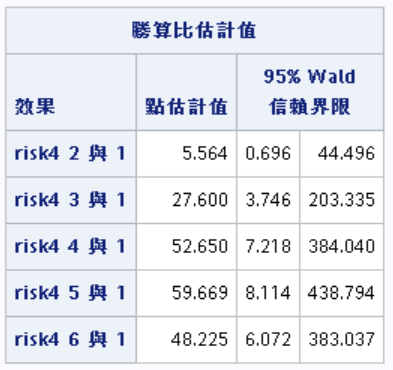 勝算比估計值
效果 點估計值 95% Wald
信賴界限
risk4 2 與 1 5.564 0.696 44.496
risk4 3 與 1 27.600 3.746 203.335
risk4 4 與 1 52.650 7.218 384.040
risk4 5 與 1 59.669 8.114 438.794
risk4 6 與 1 48.225 6.072 383.037